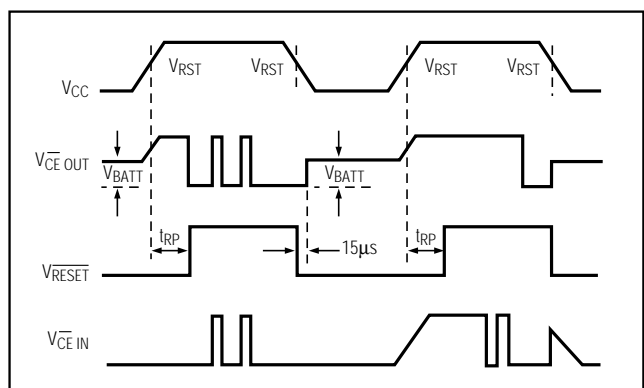 VRST VRST VRST VRST
VCC
VCE OUT
VBATT VBATT
tRP 15µs tRP
VRESET
VCE IN